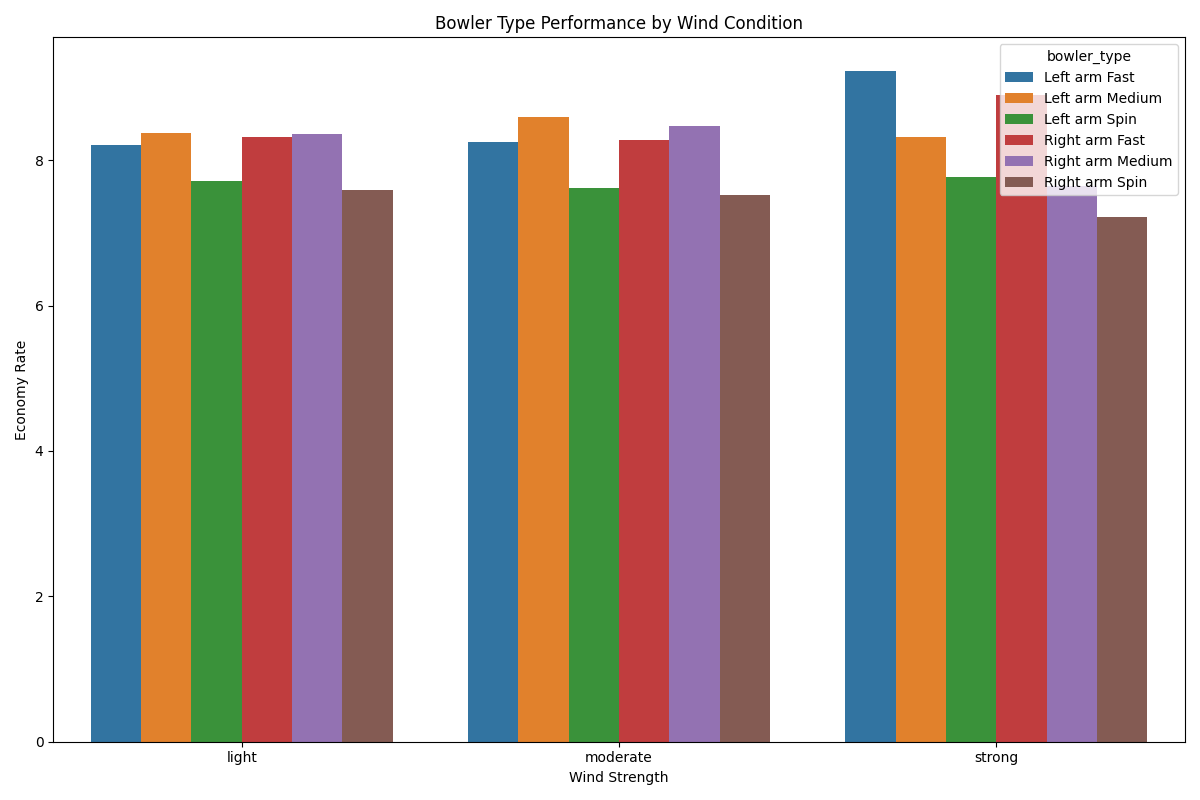 Bowler Type Performance by Wind Condition
bowler_type
Left arm Fast
Left arm Medium
Left arm Spin
Right arm Fast
Right arm Medium
Right arm Spin
Economy Rate
8
6
4
2
0
light
moderate
strong
Wind Strength